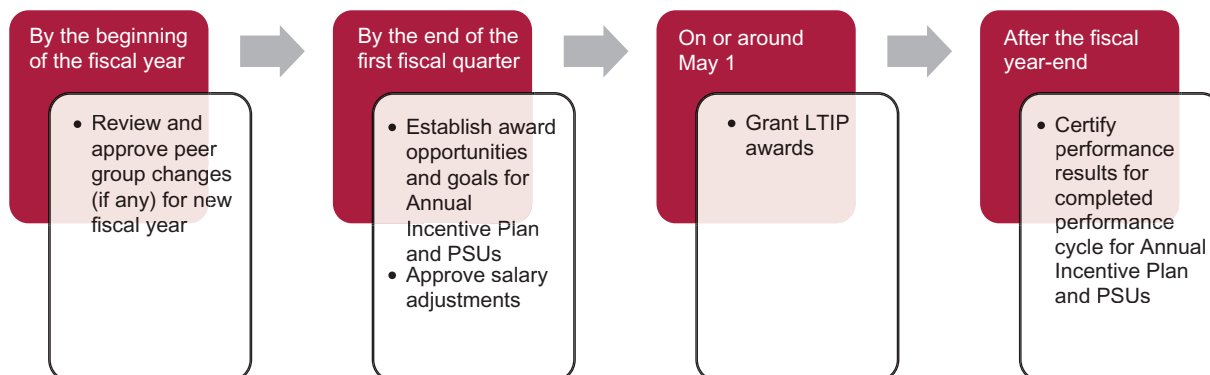 By the beginning
of the fiscal year
• Review and
approve peer
group changes
(if any) for new
fiscal year
By the end of the
first fiscal quarter
• Establish award
opportunities
and goals for
Annual
Incentive Plan
and PSUs
• Approve salary
adjustments
On or around
May 1
• Grant LTIP
awards
After the fiscal
year-end
• Certify
performance
results for
completed
performance
cycle for Annual
Incentive Plan
and PSUs